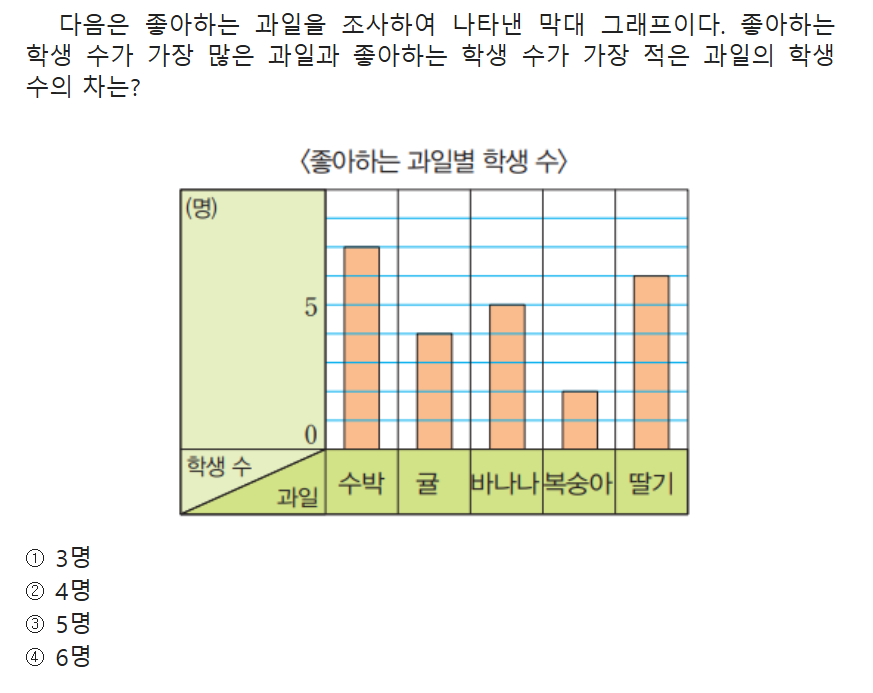 다음은 좋아하는 과일을 조사하여 나타낸 막대 그래프이다. 좋아하는
학생 수가 가장 많은 과일과 좋아하는 학생 수가 가장 적은 과일의 학생
수의 차는?
〈좋아하는 과일별 학생 수〉
(명)
5
0
학생 수
과일
수박 귤 바나나 복숭아 딸기
① 3명
② 4명
③ 5명
④ 6명